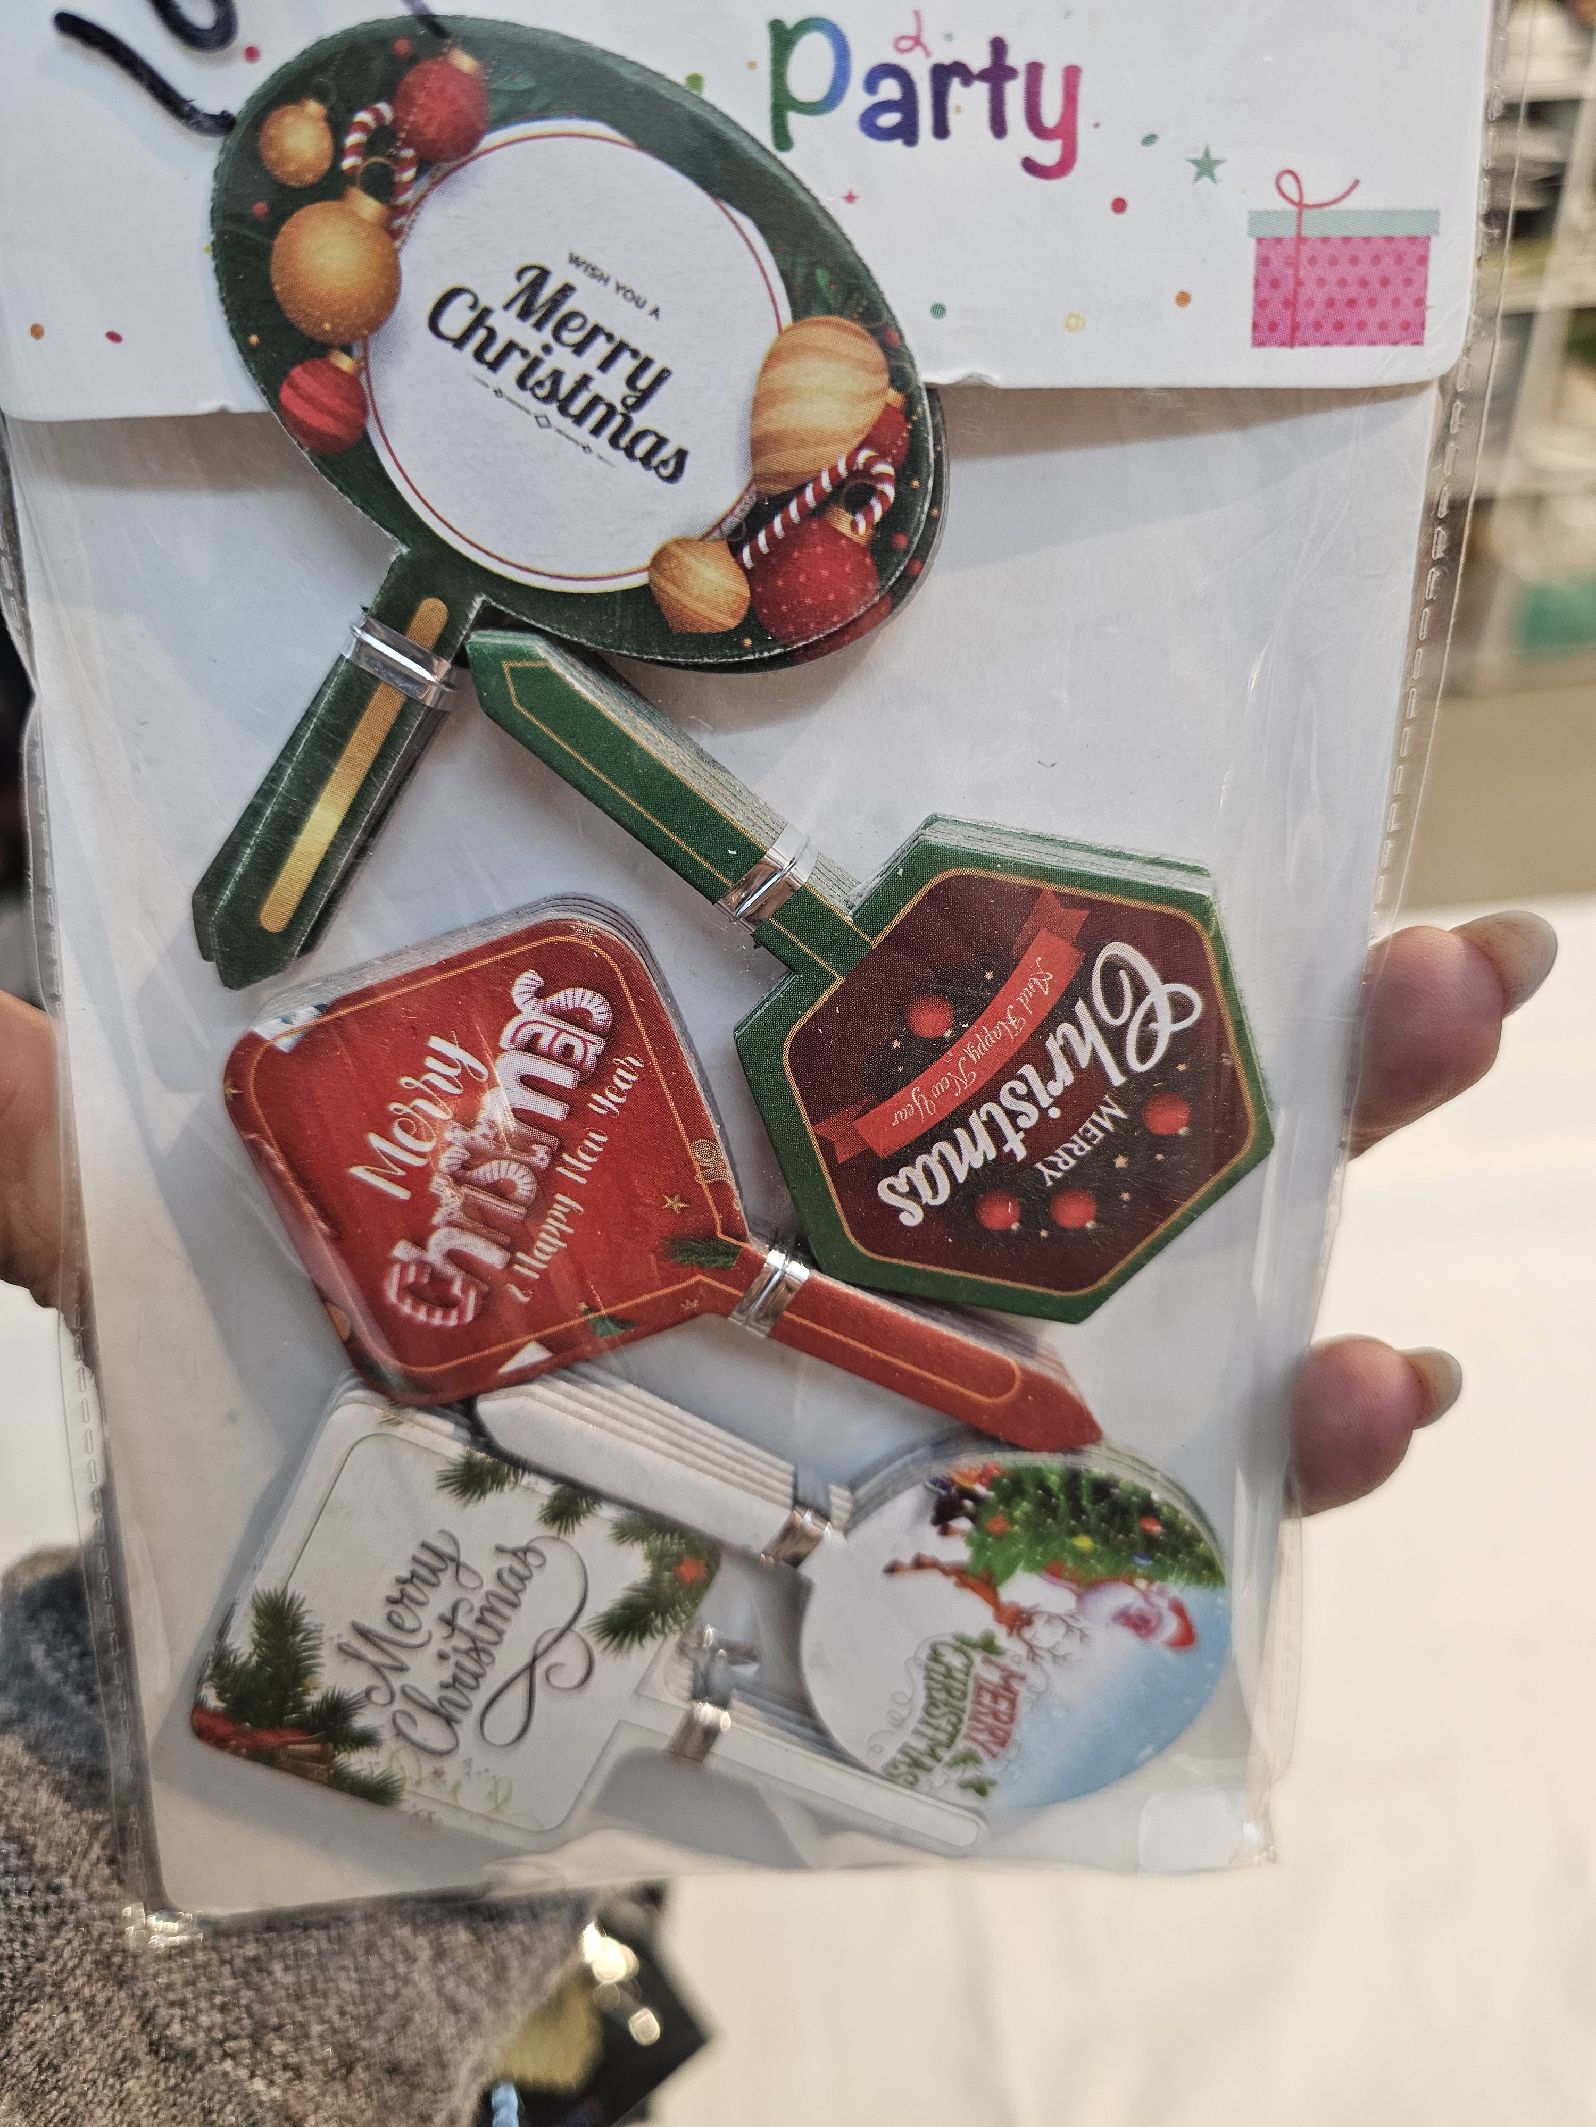 Party
WISH YOU A
Merry
Christmas
MERRY
Christmas
And Happy New Year
Merry
Christmas
& Happy New Year
Merry
Christmas
MERRY
CHRISTMAS